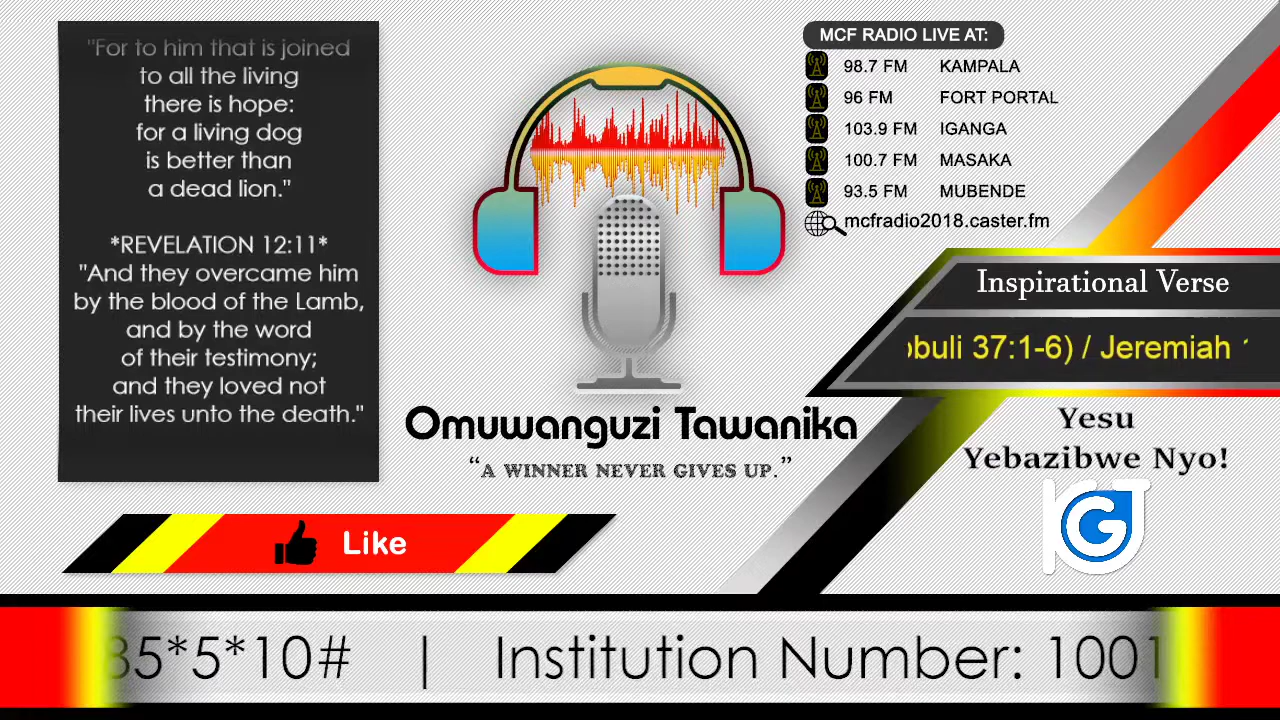 "For to him that is joined
to all the living
there is hope:
for a living dog
is better than
a dead lion."
*REVELATION 12:11*
"And they overcame him
by the blood of the Lamb,
and by the word
of their testimony;
and they loved not
their lives unto the death."
Omuwanguzi Tawanika
“A WINNER NEVER GIVES UP.”
MCF RADIO LIVE AT:
98.7 FM KAMPALA
96 FM FORT PORTAL
103.9 FM IGANGA
100.7 FM MASAKA
93.5 FM MUBENDE
mcfradio2018.caster.fm
Inspirational Verse
37:1-6) / Jeremiah
Yesu
Yebazibwe Nyo!
Like
85*5*10# | Institution Number: 1001